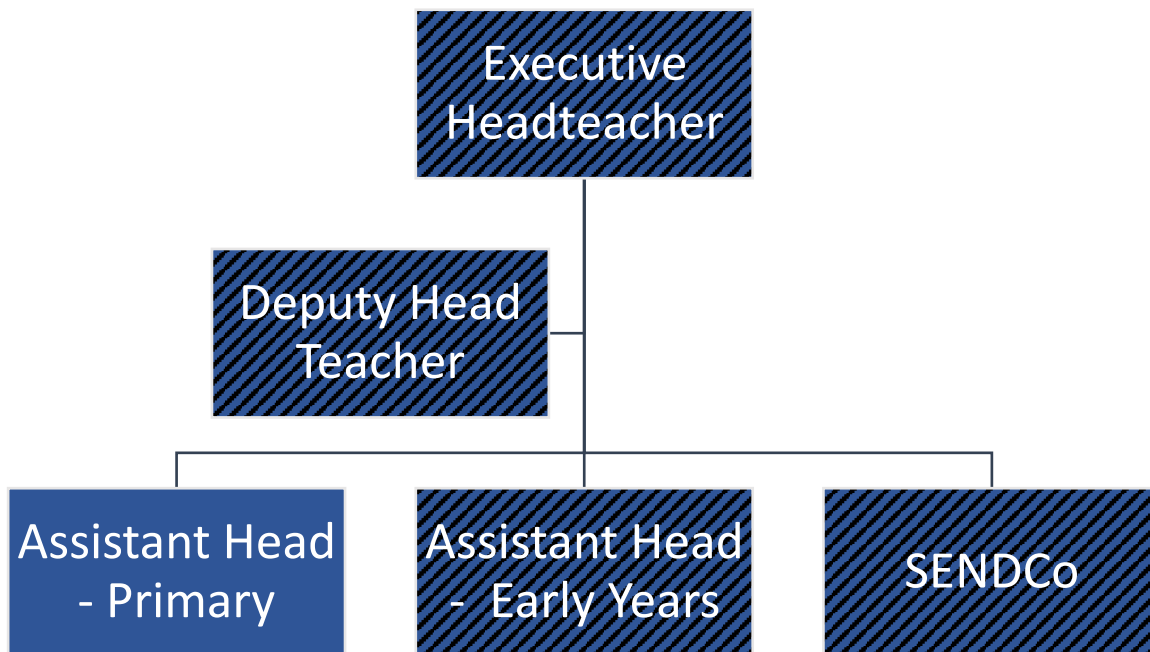 Executive
Headteacher
Deputy Head
Teacher
Assistant Head
- Primary
Assistant Head
-  Early Years
SENDCo